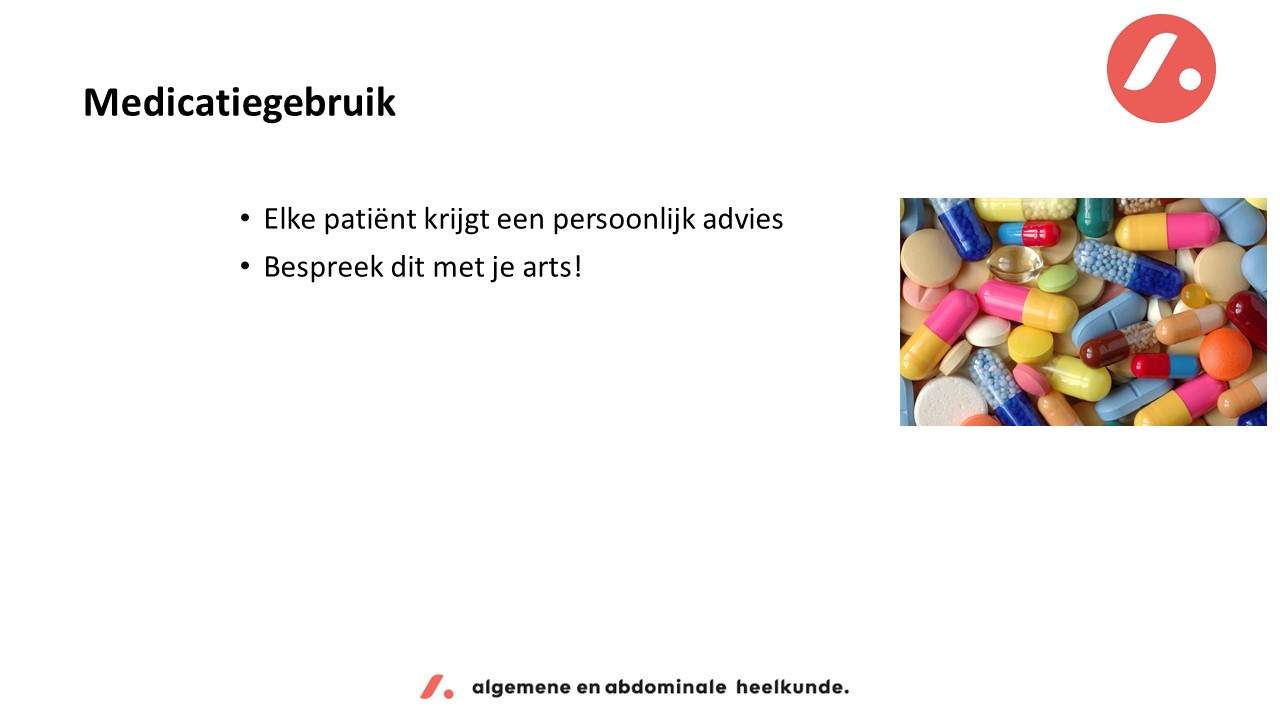 Medicatiegebruik
• Elke patiënt krijgt een persoonlijk advies
• Bespreek dit met je arts!
algemene en abdominale heelkunde.